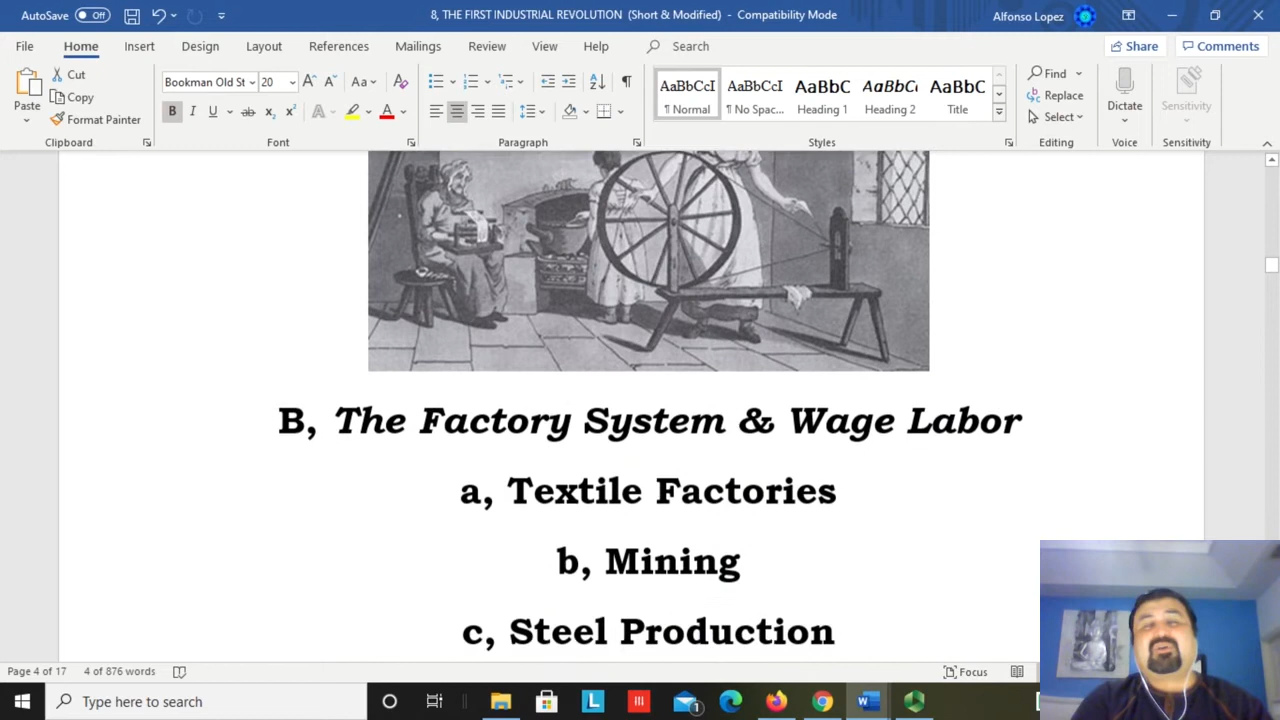 AutoSave Off 8, THE FIRST INDUSTRIAL REVOLUTION (Short & Modified) - Compatibility Mode Alfonso Lopez
File Home Insert Design Layout References Mailings Review View Help Search Share Comments
Paste Cut Copy Format Painter
Bookman Old St 20 Aa
B I U ab x₂ x² A A
AaBbCcI AaBbCcI AaBbC AaBbCc AaBbC
¶ Normal ¶ No Spac... Heading 1 Heading 2 Title
Find Replace Select Dictate Sensitivity
Clipboard Font Paragraph Styles Editing Voice Sensitivity
B, The Factory System & Wage Labor
a, Textile Factories
b, Mining
c, Steel Production
Page 4 of 17 4 of 876 words Focus
Type here to search